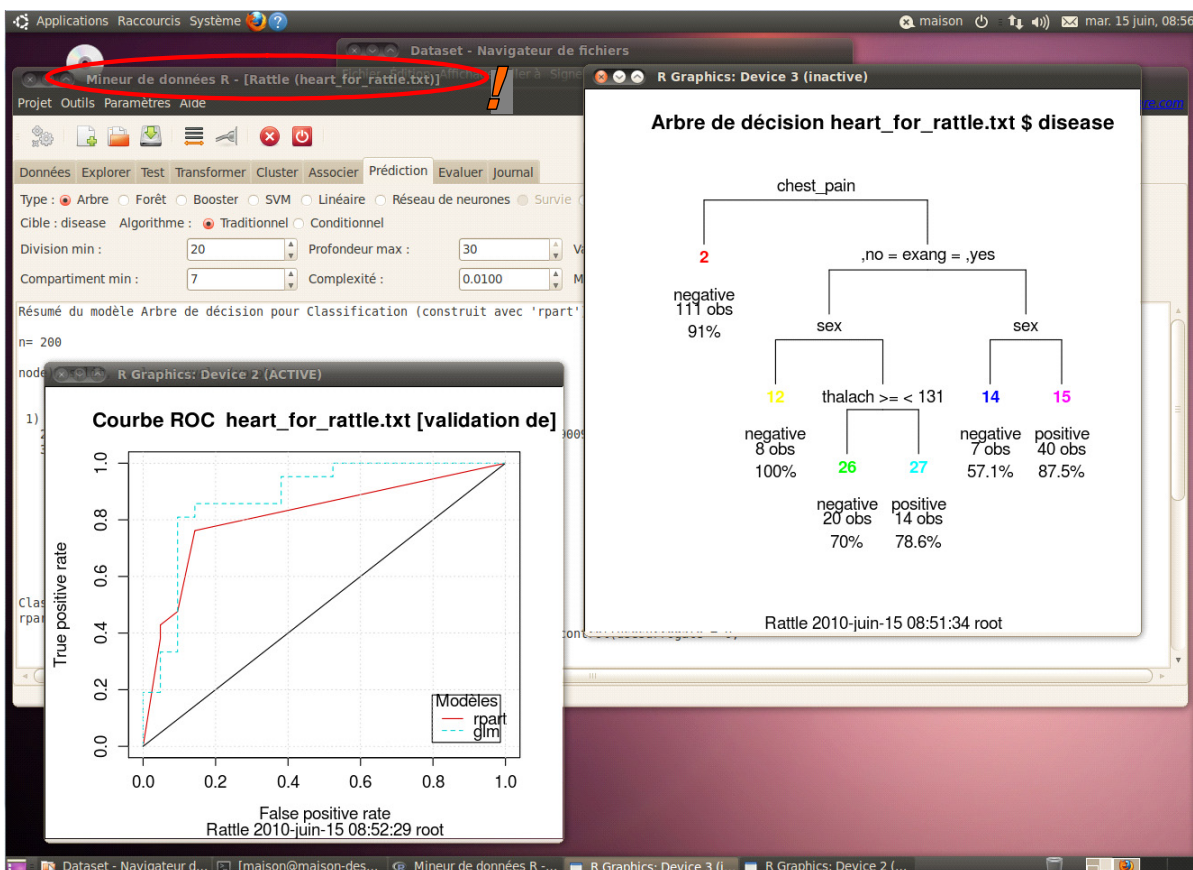 Applications Raccourcis Système
maison
mar. 15 juin, 08:56
Dataset - Navigateur de fichiers
Mineur de données R - [Rattle (heart_for_rattle.txt)]
Projet Outils Paramètres Aide
Données Explorer Test Transformer Cluster Associer Prédiction Evaluer Journal
Type : Arbre Forêt Booster SVM Linéaire Réseau de neurones Survie
Cible : disease Algorithme : Traditionnel Conditionnel
Division min : 20 Profondeur max : 30
Compartiment min : 7 Complexité : 0.0100
Résumé du modèle Arbre de décision pour Classification (construit avec 'rpart'
n= 200
1)
R Graphics: Device 3 (inactive)
Arbre de décision heart_for_rattle.txt $ disease
chest_pain
2
,no = exang = ,yes
negative
111 obs
91%
sex
sex
12
thalach >= < 131
14
15
negative
8 obs
100%
26
27
negative
7 obs
57.1%
positive
40 obs
87.5%
negative
20 obs
70%
positive
14 obs
78.6%
Rattle 2010-juin-15 08:51:34 root
R Graphics: Device 2 (ACTIVE)
Courbe ROC heart_for_rattle.txt [validation de]
True positive rate
1.0
0.8
0.6
0.4
0.2
0.0
Modèles
rpart
glm
0.0 0.2 0.4 0.6 0.8 1.0
False positive rate
Rattle 2010-juin-15 08:52:29 root
Dataset - Navigateur d... [maison@maison-des... Mineur de données R -... R Graphics: Device 3 (i... R Graphics: Device 2 (...